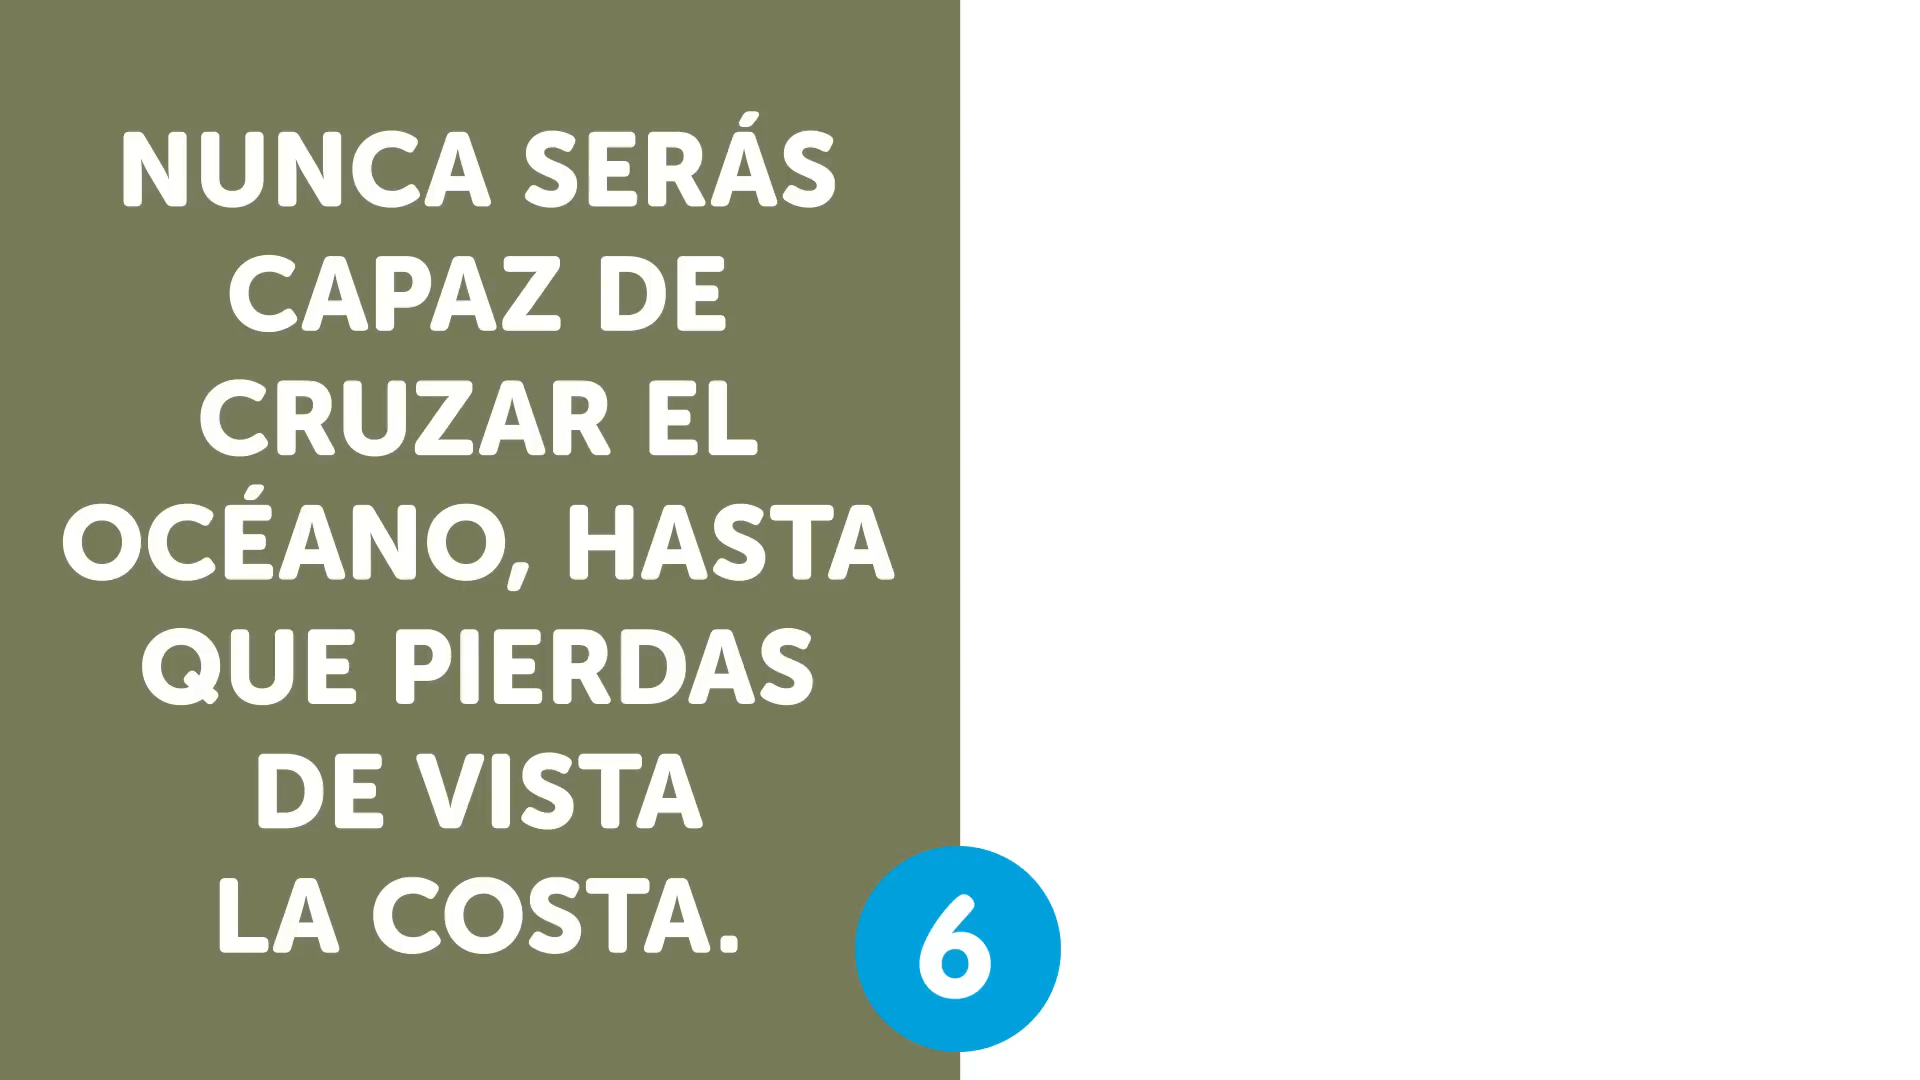 NUNCA SERÁS
CAPAZ DE
CRUZAR EL
OCÉANO, HASTA
QUE PIERDAS
DE VISTA
LA COSTA.
6